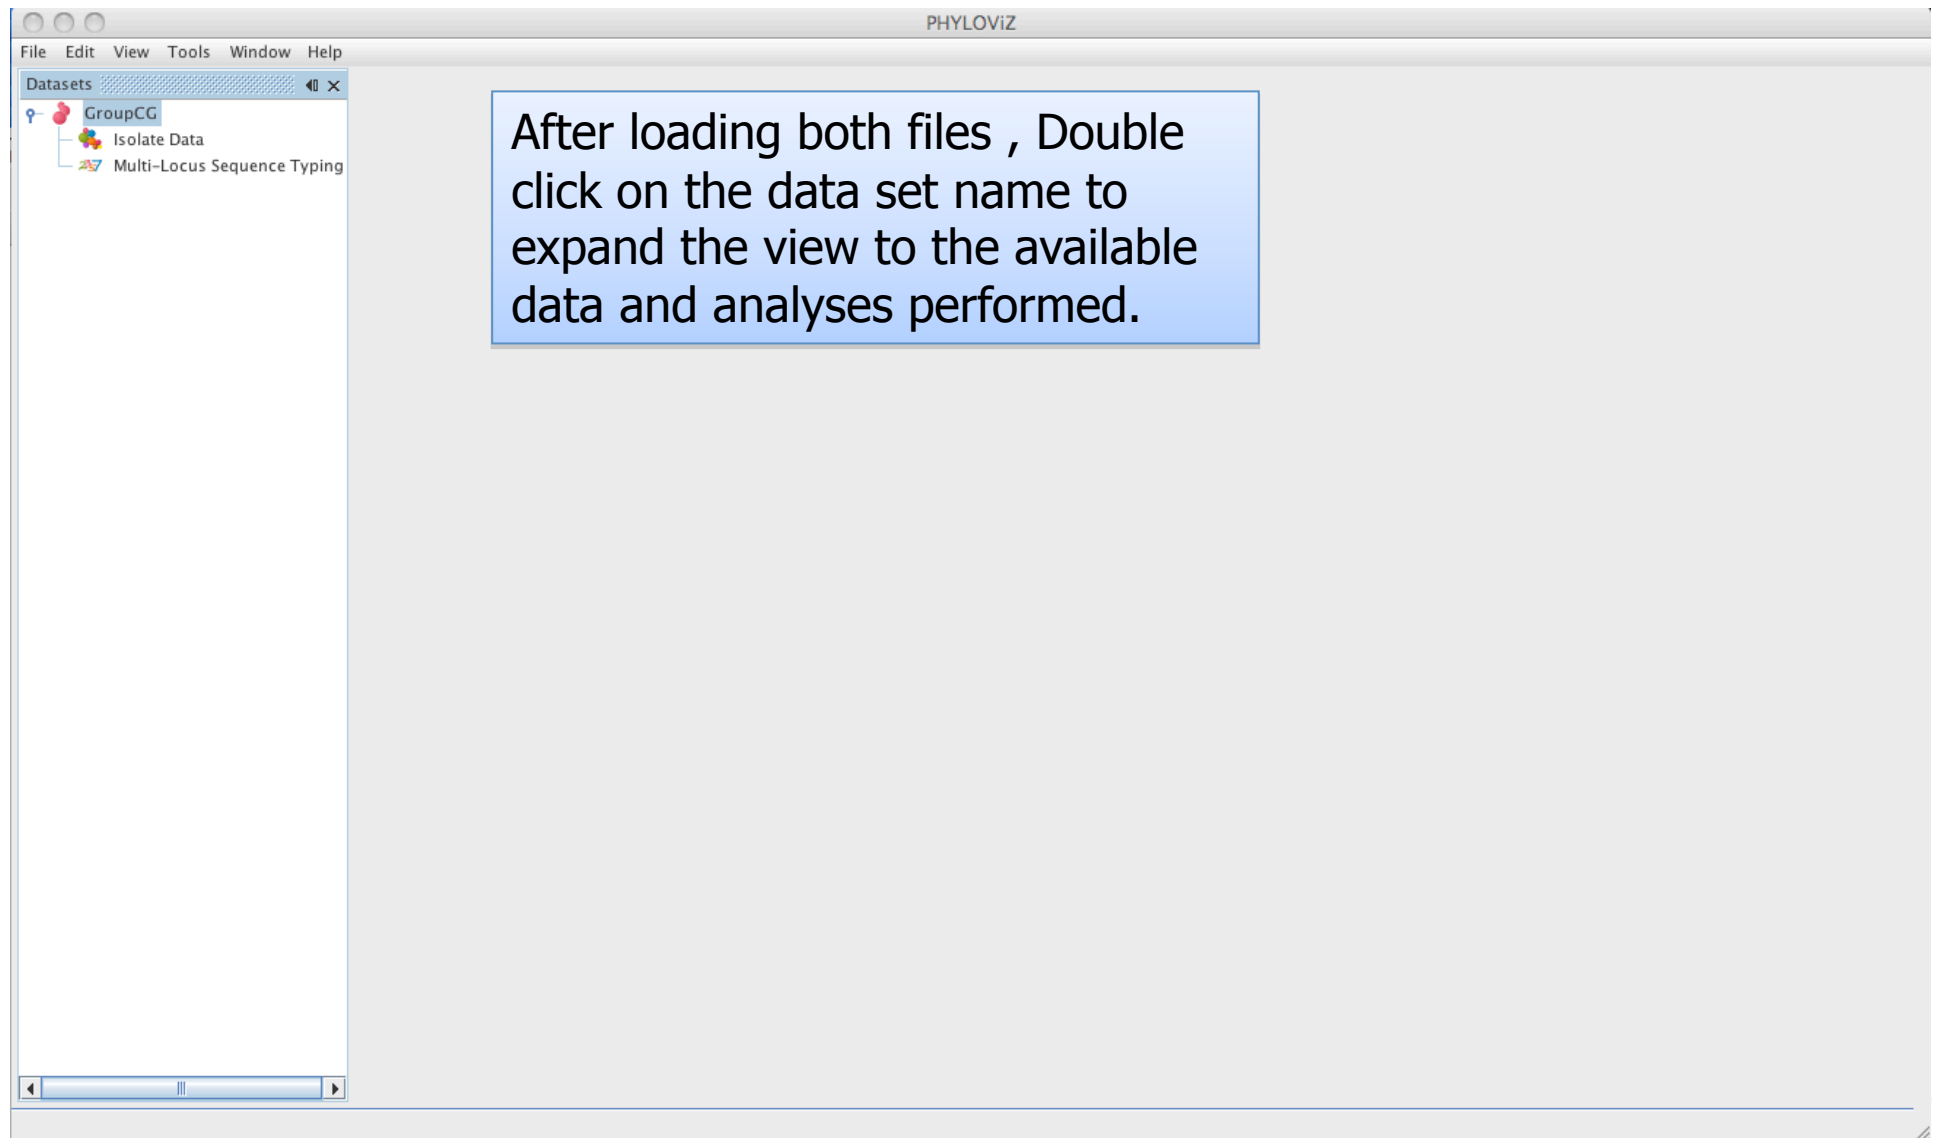 PHYLOViZ
File Edit View Tools Window Help
Datasets
GroupCG
Isolate Data
Multi-Locus Sequence Typing
After loading both files , Double
click on the data set name to
expand the view to the available
data and analyses performed.